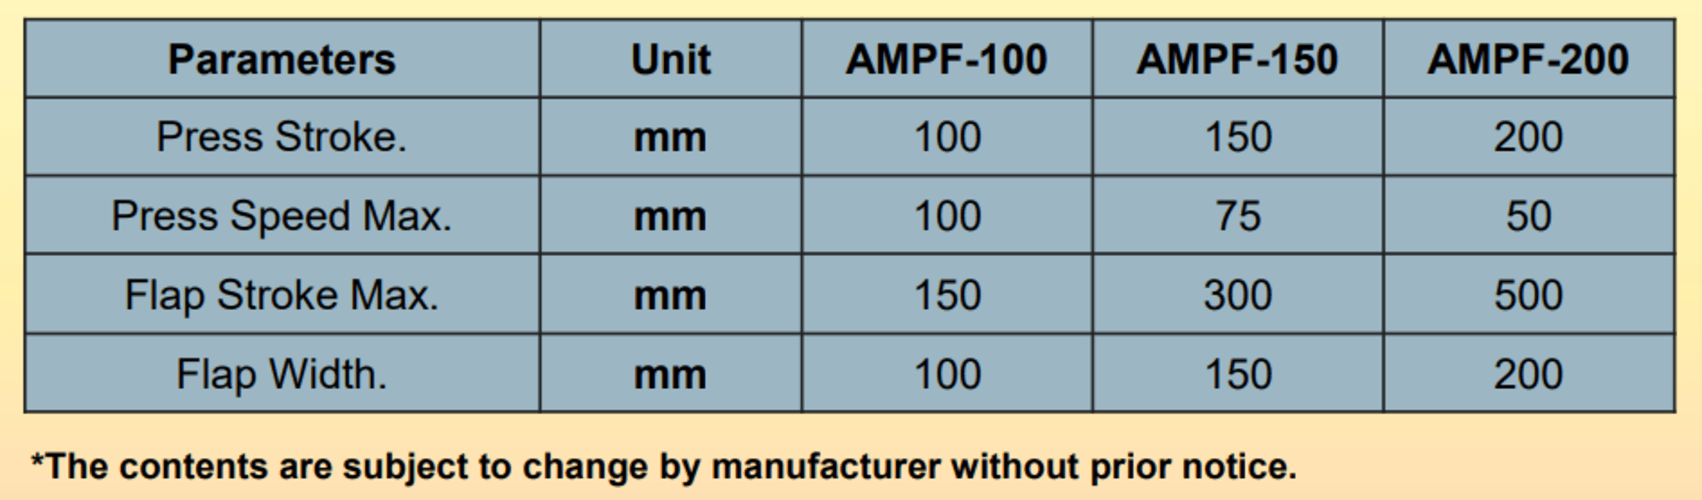 Parameters Unit AMPF-100 AMPF-150 AMPF-200
Press Stroke. mm 100 150 200
Press Speed Max. mm 100 75 50
Flap Stroke Max. mm 150 300 500
Flap Width. mm 100 150 200
*The contents are subject to change by manufacturer without prior notice.